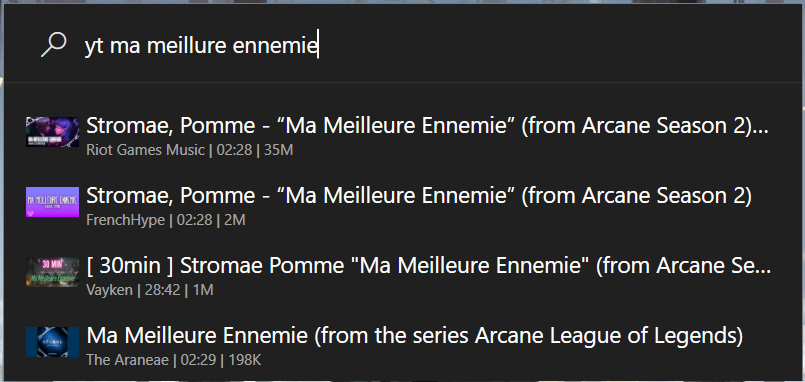 yt ma meillure ennemie
Stromae, Pomme - “Ma Meilleure Ennemie” (from Arcane Season 2)...
Riot Games Music | 02:28 | 35M
Stromae, Pomme - “Ma Meilleure Ennemie” (from Arcane Season 2)
FrenchHype | 02:28 | 2M
[ 30min ] Stromae Pomme "Ma Meilleure Ennemie" (from Arcane Se...
Vayken | 28:42 | 1M
Ma Meilleure Ennemie (from the series Arcane League of Legends)
The Araneae | 02:29 | 198K